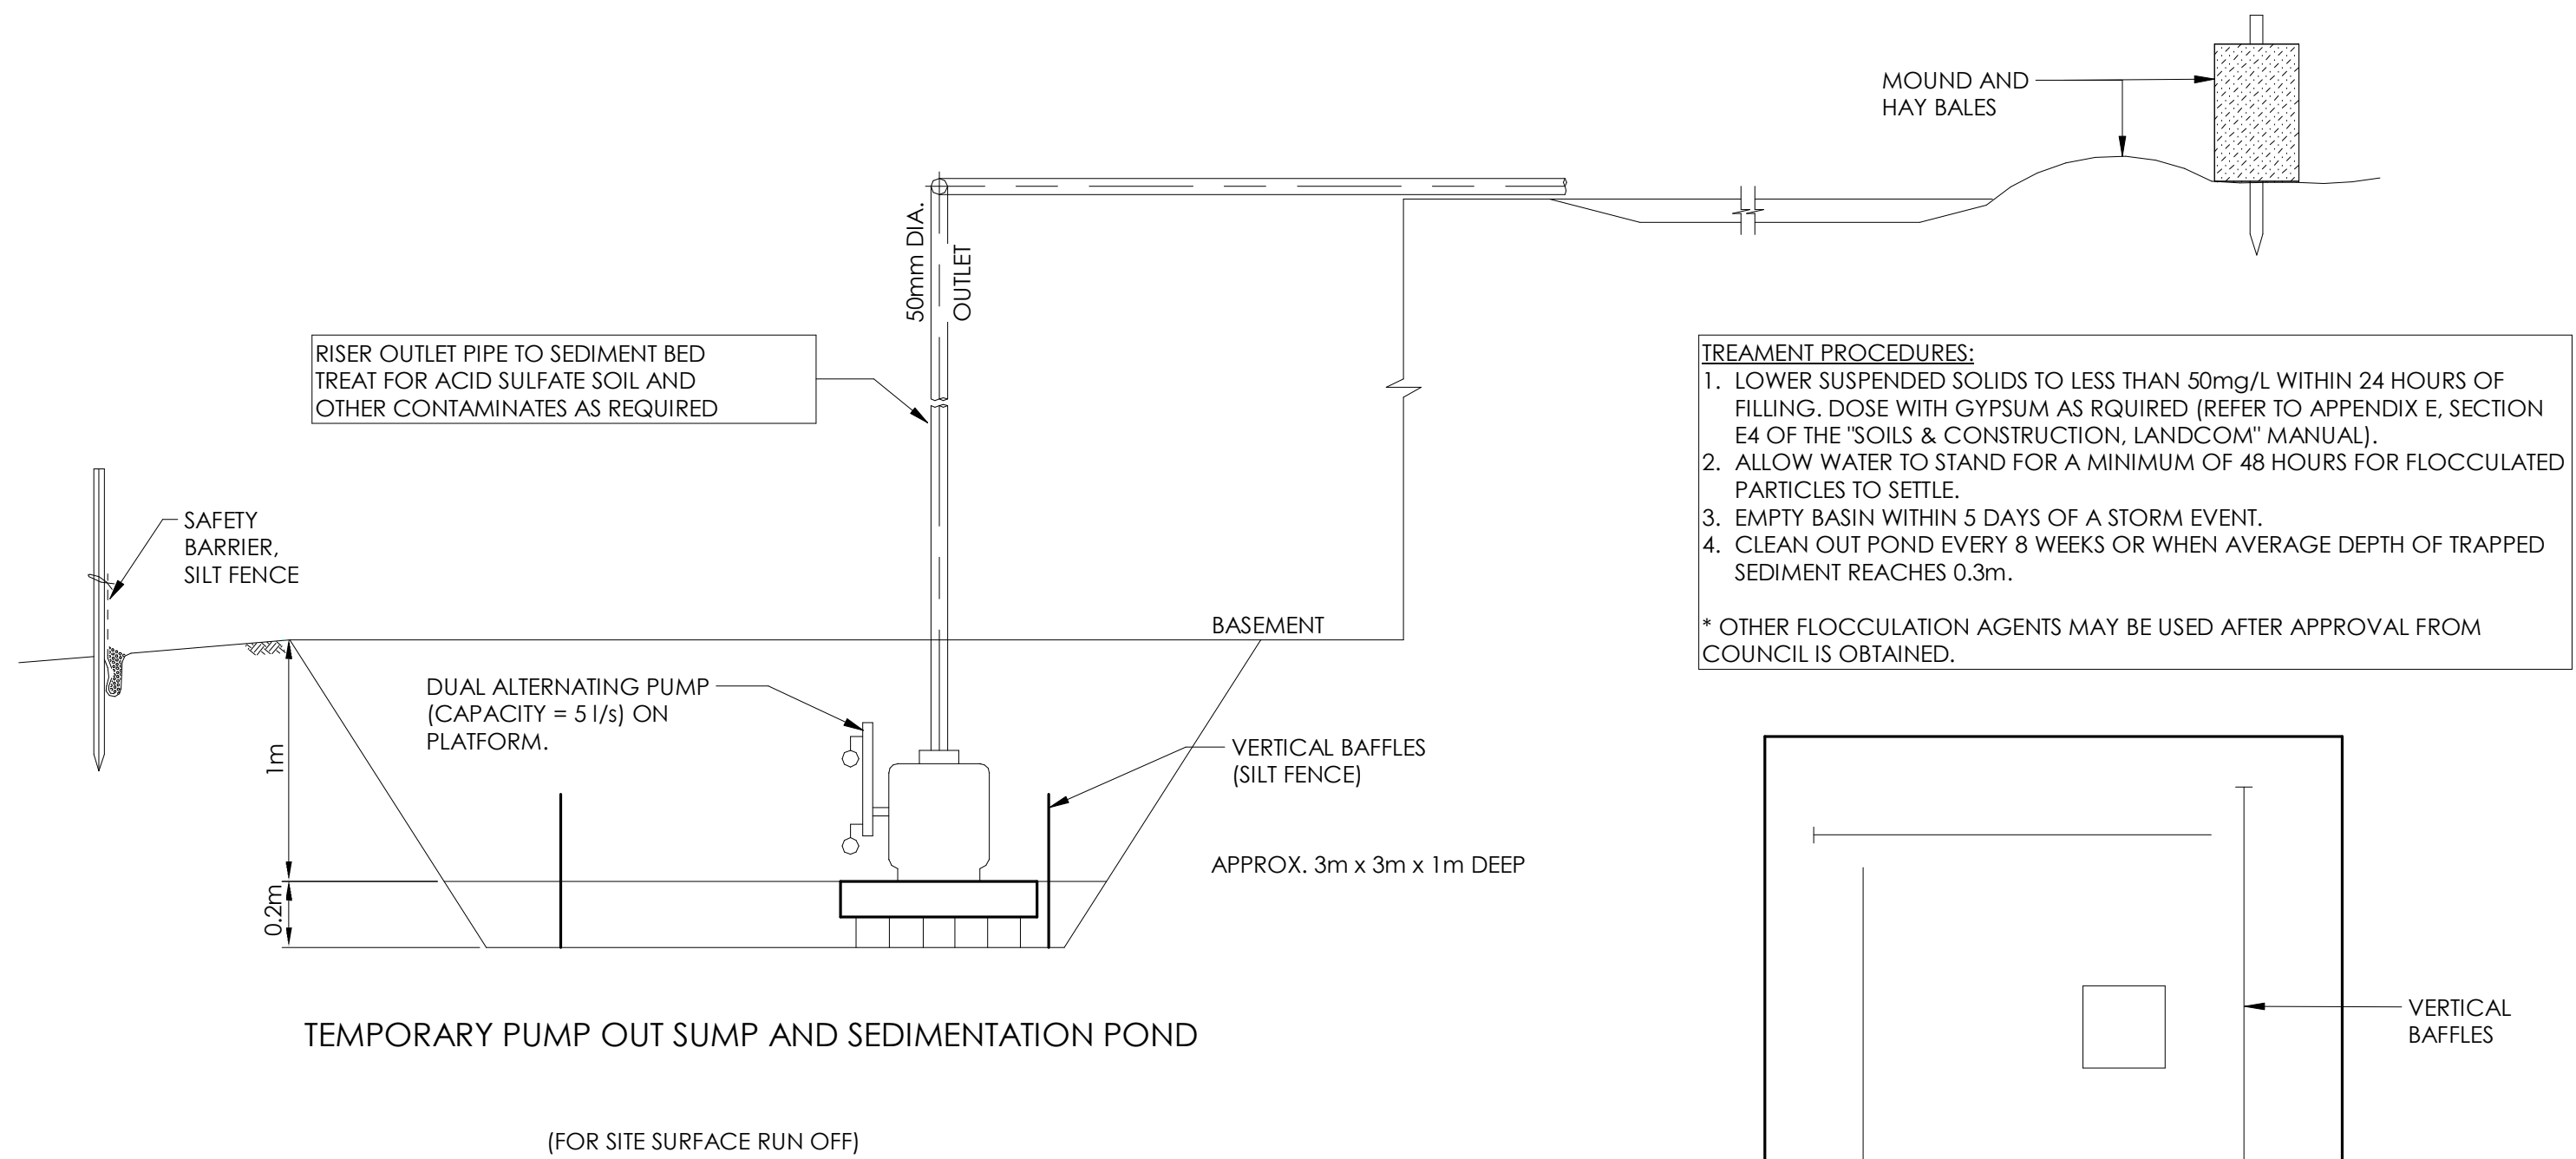 MOUND AND
HAY BALES
50mm DIA.
OUTLET
RISER OUTLET PIPE TO SEDIMENT BED
TREAT FOR ACID SULFATE SOIL AND
OTHER CONTAMINATES AS REQUIRED
TREAMENT PROCEDURES:
1. LOWER SUSPENDED SOLIDS TO LESS THAN 50mg/L WITHIN 24 HOURS OF
FILLING. DOSE WITH GYPSUM AS RQUIRED (REFER TO APPENDIX E, SECTION
E4 OF THE "SOILS & CONSTRUCTION, LANDCOM" MANUAL).
2. ALLOW WATER TO STAND FOR A MINIMUM OF 48 HOURS FOR FLOCCULATED
PARTICLES TO SETTLE.
3. EMPTY BASIN WITHIN 5 DAYS OF A STORM EVENT.
4. CLEAN OUT POND EVERY 8 WEEKS OR WHEN AVERAGE DEPTH OF TRAPPED
SEDIMENT REACHES 0.3m.
* OTHER FLOCCULATION AGENTS MAY BE USED AFTER APPROVAL FROM
COUNCIL IS OBTAINED.
SAFETY
BARRIER,
SILT FENCE
BASEMENT
DUAL ALTERNATING PUMP
(CAPACITY = 5 l/s) ON
PLATFORM.
1m
VERTICAL BAFFLES
(SILT FENCE)
APPROX. 3m x 3m x 1m DEEP
0.2m
TEMPORARY PUMP OUT SUMP AND SEDIMENTATION POND
(FOR SITE SURFACE RUN OFF)
VERTICAL
BAFFLES